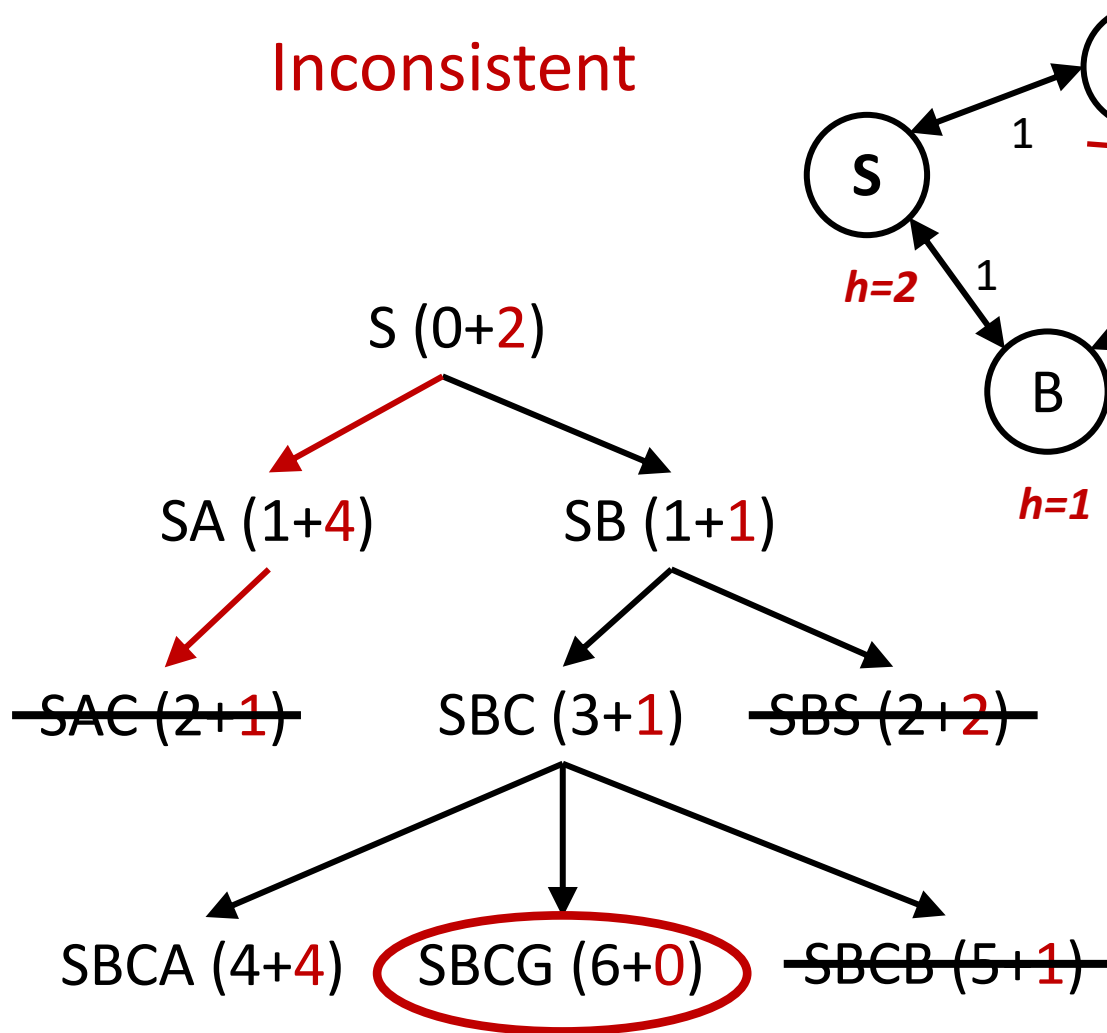 Inconsistent
1
S
h=2
1
S (0+2)
B
h=1
SA (1+4)
SB (1+1)
SAC (2+1)
SBC (3+1)
SBS (2+2)
SBCA (4+4)
SBCG (6+0)
SBCB (5+1)